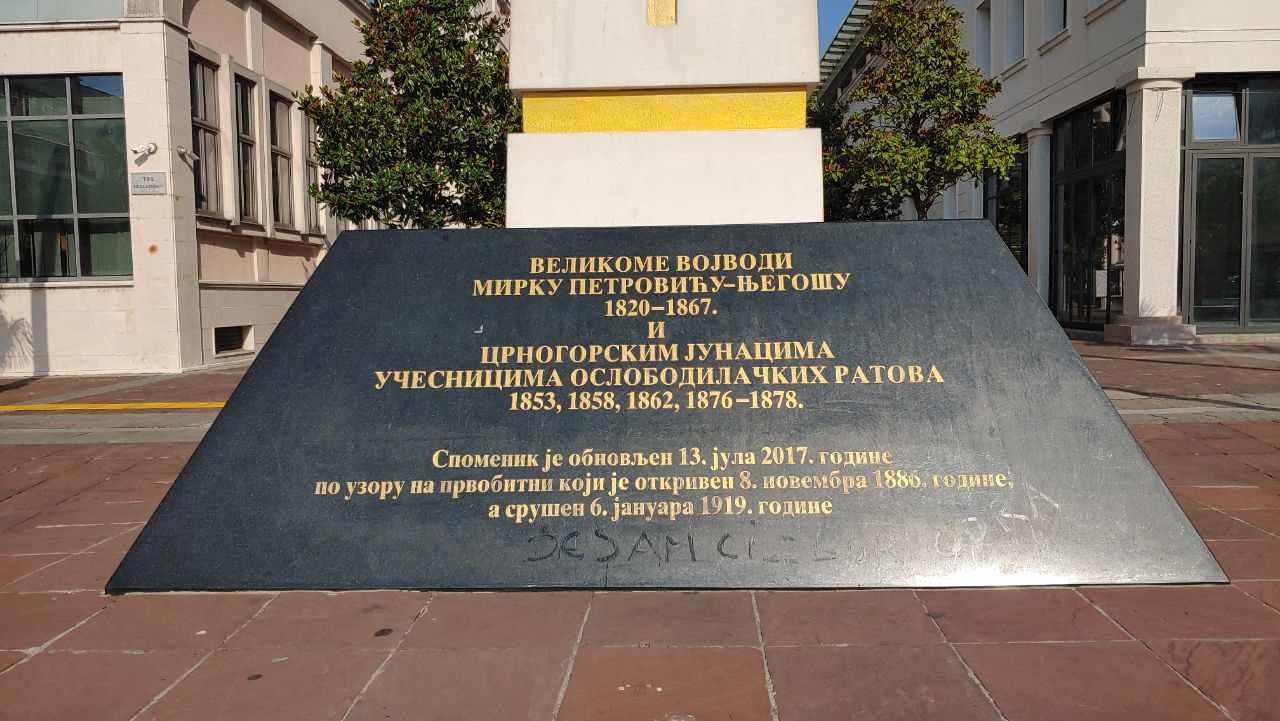 TRG
NEZAVISNOSTI
ВЕЛИКОМЕ ВОЈВОДИ
МИРКУ ПЕТРОВИЋУ-ЊЕГОШУ
1820–1867.
И
ЦРНОГОРСКИМ ЈУНАЦИМА
УЧЕСНИЦИМА ОСЛОБОДИЛАЧКИХ РАТОВА
1853, 1858, 1862, 1876–1878.
Споменик је обновљен 13. јула 2017. године
по узору на првобитни који је откривен 8. новембра 1886. године;
а срушен 6. јануара 1919. године